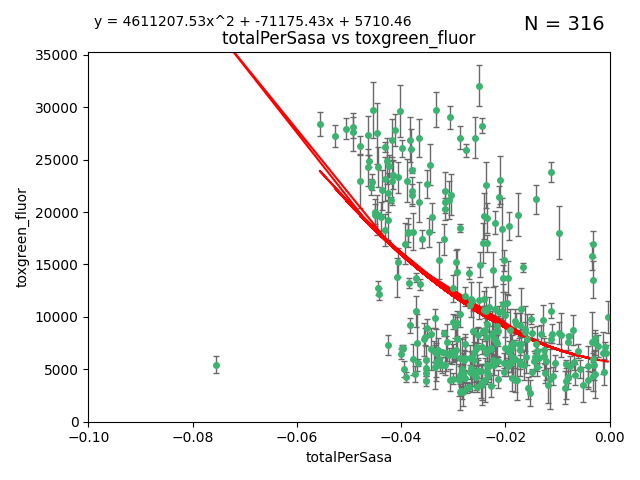 y = 4611207.53x^2 + -71175.43x + 5710.46
N = 316
totalPerSasa vs toxgreen_fluor
35000
30000
25000
20000
15000
10000
5000
0
toxgreen_fluor
−0.10
−0.08
−0.06
−0.04
−0.02
0.00
totalPerSasa